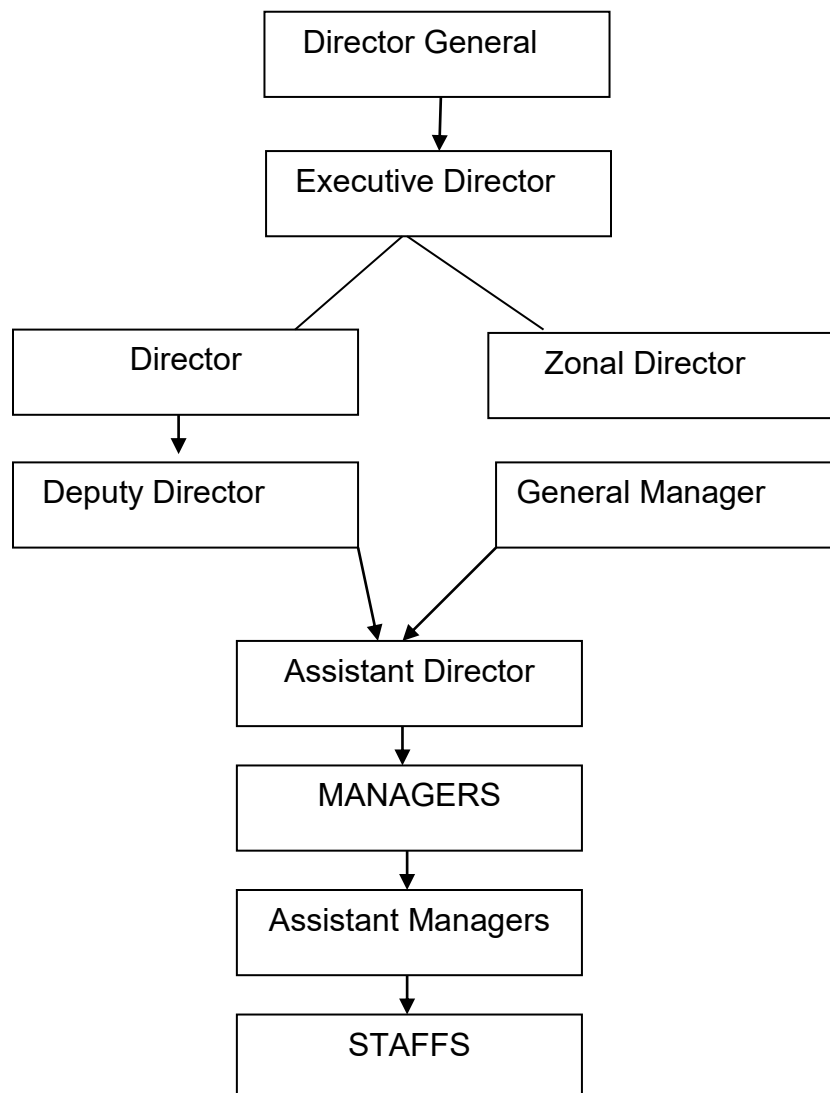 Director General
Executive Director
Director
Zonal Director
Deputy Director
General Manager
Assistant Director
MANAGERS
Assistant Managers
STAFFS